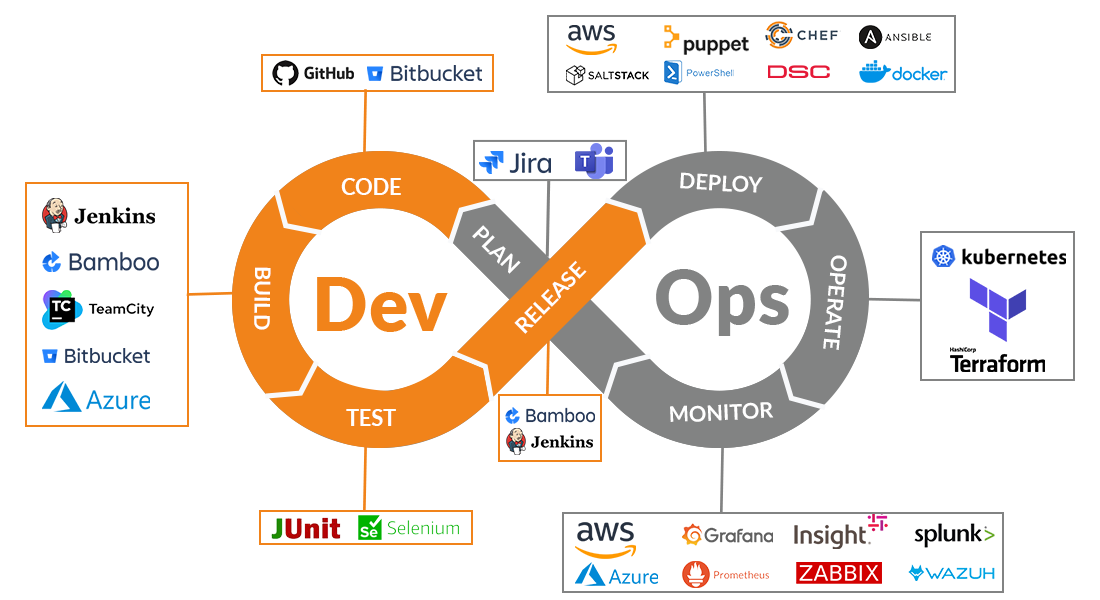 aws puppet CHEF ANSIBLE
SALTSTACK PowerShell DSC docker
GitHub Bitbucket
Jira T
CODE
DEPLOY
Jenkins
Bamboo
TC TeamCity
Bitbucket
Azure
PLAN
BUILD
Dev
RELEASE
Ops
OPERATE
kubernetes
HashiCorp
Terraform
TEST
MONITOR
Bamboo
Jenkins
JUnit Se Selenium
aws Grafana Insight splunk>
Azure Prometheus ZABBIX WAZUH